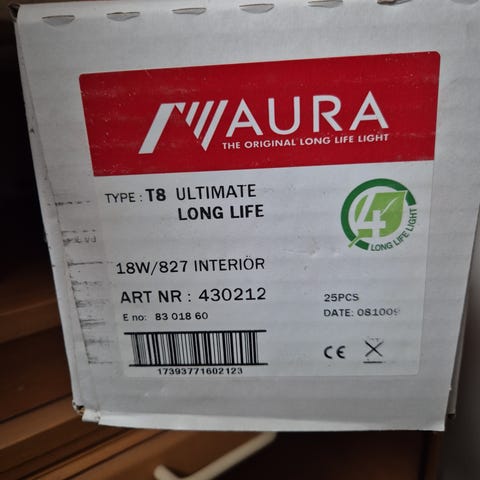 AURA
THE ORIGINAL LONG LIFE LIGHT
TYPE : T8 ULTIMATE
LONG LIFE
4
LONG LIFE LIGHT
18W/827 INTERIÖR
ART NR : 430212
25PCS
E no: 83 018 60
DATE: 081009
CE
17393771602123